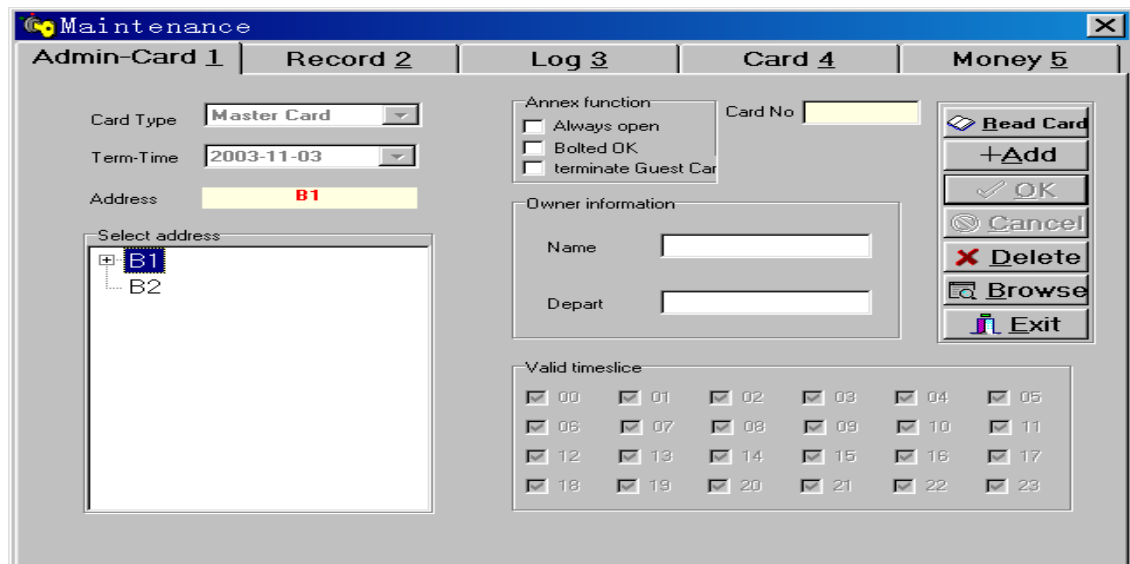 Maintenance
Admin-Card 1 Record 2 Log 3 Card 4 Money 5
Card Type Master Card
Term-Time 2003-11-03
Address B1
Select address
B1
B2
Annex function
Always open
Bolted OK
terminate Guest Car
Card No
Owner information
Name
Depart
Valid timeslice
00 01 02 03 04 05
06 07 08 09 10 11
12 13 14 15 16 17
18 19 20 21 22 23
Read Card
+Add
OK
Cancel
Delete
Browse
Exit